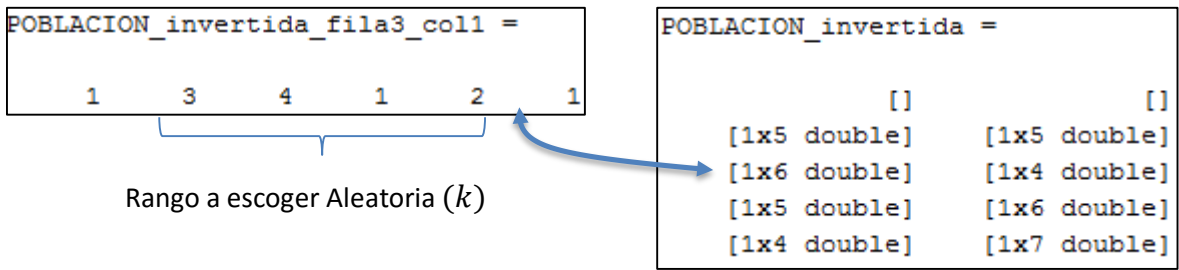 POBLACION_invertida_fila3_col1 =
1 3 4 1 2 1
Rango a escoger Aleatoria (k)
POBLACION_invertida =
[] []
[1x5 double] [1x5 double]
[1x6 double] [1x4 double]
[1x5 double] [1x6 double]
[1x4 double] [1x7 double]